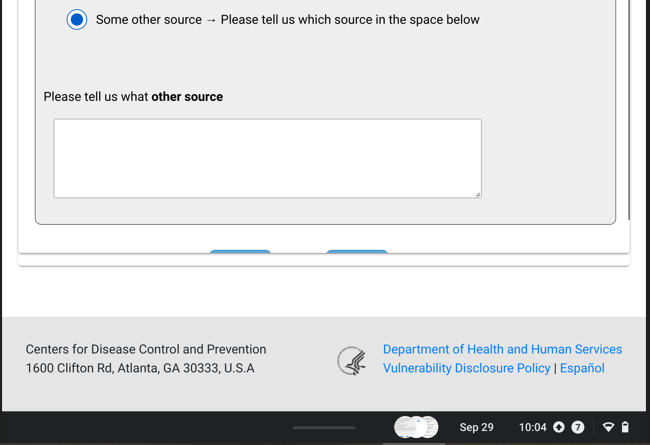 Some other source → Please tell us which source in the space below
Please tell us what other source
Centers for Disease Control and Prevention
1600 Clifton Rd, Atlanta, GA 30333, U.S.A
Department of Health and Human Services
Vulnerability Disclosure Policy | Español
Sep 29 10:04 7